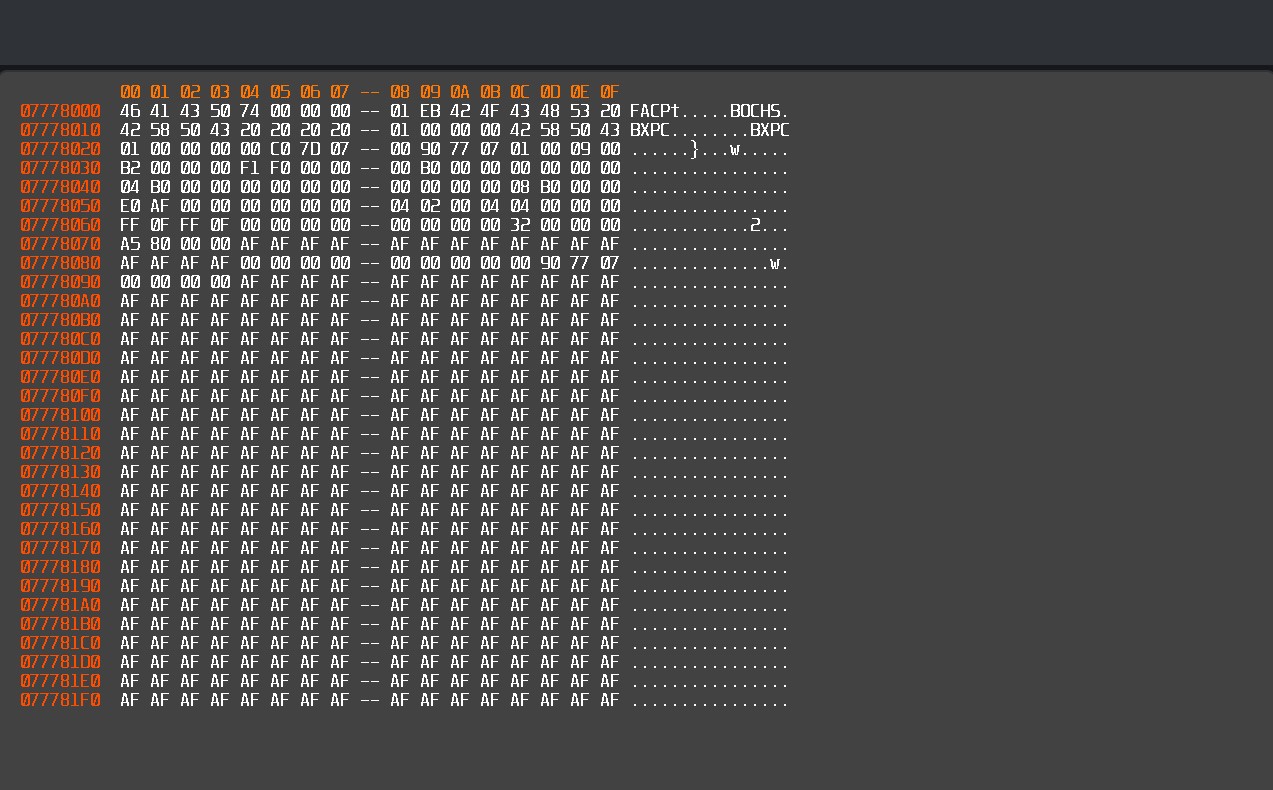 00 01 02 03 04 05 06 07 -- 08 09 0A 0B 0C 0D 0E 0F
07778000 46 41 43 50 74 00 00 00 -- 01 EB 42 4F 43 48 53 20 FACPt.....BOCHS.
07778010 42 58 50 43 20 20 20 20 -- 01 00 00 00 42 58 50 43 BXPC........BXPC
07778020 01 00 00 00 00 C0 7D 07 -- 00 90 77 07 01 00 09 00 ......}...w.....
07778030 B2 00 00 00 F1 F0 00 00 -- 00 B0 00 00 00 00 00 00 ................
07778040 04 B0 00 00 00 00 00 00 -- 00 00 00 00 08 B0 00 00 ................
07778050 E0 AF 00 00 00 00 00 00 -- 04 02 00 04 04 00 00 00 ................
07778060 FF 0F FF 0F 00 00 00 00 -- 00 00 00 00 32 00 00 00 ............2...
07778070 A5 80 00 00 AF AF AF AF -- AF AF AF AF AF AF AF AF ................
07778080 AF AF AF AF 00 00 00 00 -- 00 00 00 00 00 90 77 07 ..............w.
07778090 00 00 00 00 AF AF AF AF -- AF AF AF AF AF AF AF AF ................
077780A0 AF AF AF AF AF AF AF AF -- AF AF AF AF AF AF AF AF ................
077780B0 AF AF AF AF AF AF AF AF -- AF AF AF AF AF AF AF AF ................
077780C0 AF AF AF AF AF AF AF AF -- AF AF AF AF AF AF AF AF ................
077780D0 AF AF AF AF AF AF AF AF -- AF AF AF AF AF AF AF AF ................
077780E0 AF AF AF AF AF AF AF AF -- AF AF AF AF AF AF AF AF ................
077780F0 AF AF AF AF AF AF AF AF -- AF AF AF AF AF AF AF AF ................
07778100 AF AF AF AF AF AF AF AF -- AF AF AF AF AF AF AF AF ................
07778110 AF AF AF AF AF AF AF AF -- AF AF AF AF AF AF AF AF ................
07778120 AF AF AF AF AF AF AF AF -- AF AF AF AF AF AF AF AF ................
07778130 AF AF AF AF AF AF AF AF -- AF AF AF AF AF AF AF AF ................
07778140 AF AF AF AF AF AF AF AF -- AF AF AF AF AF AF AF AF ................
07778150 AF AF AF AF AF AF AF AF -- AF AF AF AF AF AF AF AF ................
07778160 AF AF AF AF AF AF AF AF -- AF AF AF AF AF AF AF AF ................
07778170 AF AF AF AF AF AF AF AF -- AF AF AF AF AF AF AF AF ................
07778180 AF AF AF AF AF AF AF AF -- AF AF AF AF AF AF AF AF ................
07778190 AF AF AF AF AF AF AF AF -- AF AF AF AF AF AF AF AF ................
077781A0 AF AF AF AF AF AF AF AF -- AF AF AF AF AF AF AF AF ................
077781B0 AF AF AF AF AF AF AF AF -- AF AF AF AF AF AF AF AF ................
077781C0 AF AF AF AF AF AF AF AF -- AF AF AF AF AF AF AF AF ................
077781D0 AF AF AF AF AF AF AF AF -- AF AF AF AF AF AF AF AF ................
077781E0 AF AF AF AF AF AF AF AF -- AF AF AF AF AF AF AF AF ................
077781F0 AF AF AF AF AF AF AF AF -- AF AF AF AF AF AF AF AF ................